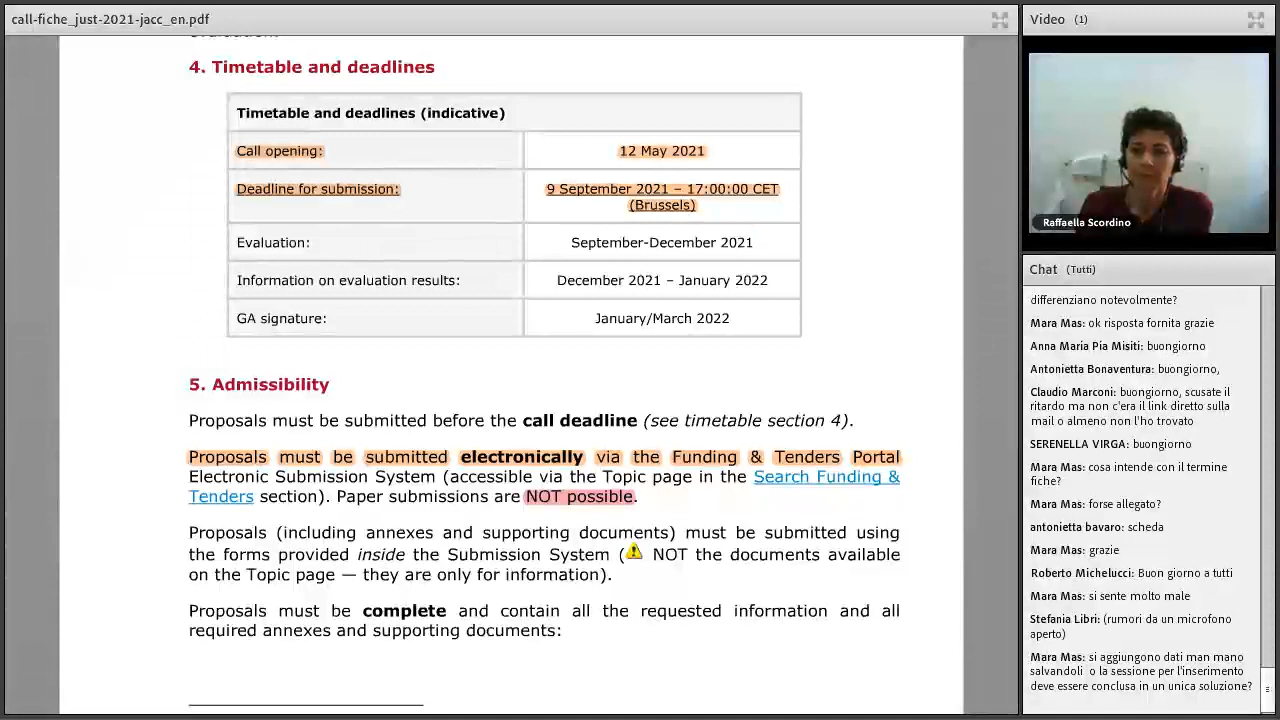 call-fiche_just-2021-jacc_en.pdf
4. Timetable and deadlines
Timetable and deadlines (indicative)
Call opening: 12 May 2021
Deadline for submission: 9 September 2021 – 17:00:00 CET
(Brussels)
Evaluation: September-December 2021
Information on evaluation results: December 2021 – January 2022
GA signature: January/March 2022
5. Admissibility
Proposals must be submitted before the call deadline (see timetable section 4).
Proposals must be submitted electronically via the Funding & Tenders Portal
Electronic Submission System (accessible via the Topic page in the Search Funding &
Tenders section). Paper submissions are NOT possible.
Proposals (including annexes and supporting documents) must be submitted using
the forms provided inside the Submission System ( NOT the documents available
on the Topic page — they are only for information).
Proposals must be complete and contain all the requested information and all
required annexes and supporting documents:
Video (1)
Raffaella Scordino
Chat (Tutti)
differenziano notevolmente?
Mara Mas: ok risposta fornita grazie
Anna Maria Pia Misiti: buongiorno
Antonietta Bonaventura: buongiorno,
Claudio Marconi: buongiorno, scusate il
ritardo ma non c'era il link diretto sulla
mail o almeno non l'ho trovato
SERENELLA VIRGA: buongiorno
Mara Mas: cosa intende con il termine
fiche?
Mara Mas: forse allegato?
antonietta bavaro: scheda
Mara Mas: grazie
Roberto Michelucci: Buon giorno a tutti
Mara Mas: si sente molto male
Stefania Libri: (rumori da un microfono
aperto)
Mara Mas: si aggiungono dati man mano
salvandoli o la sessione per l'inserimento
deve essere conclusa in un unica soluzione?